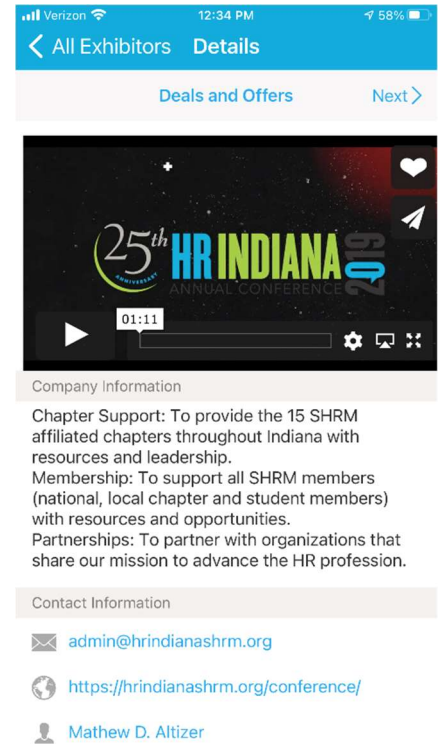 Verizon 12:34 PM 58%
All Exhibitors Details
Deals and Offers Next
25th HR INDIANA 2019
ANNIVERSARY ANNUAL CONFERENCE
01:11
Company Information
Chapter Support: To provide the 15 SHRM
affiliated chapters throughout Indiana with
resources and leadership.
Membership: To support all SHRM members
(national, local chapter and student members)
with resources and opportunities.
Partnerships: To partner with organizations that
share our mission to advance the HR profession.
Contact Information
admin@hrindianashrm.org
https://hrindianashrm.org/conference/
Mathew D. Altizer